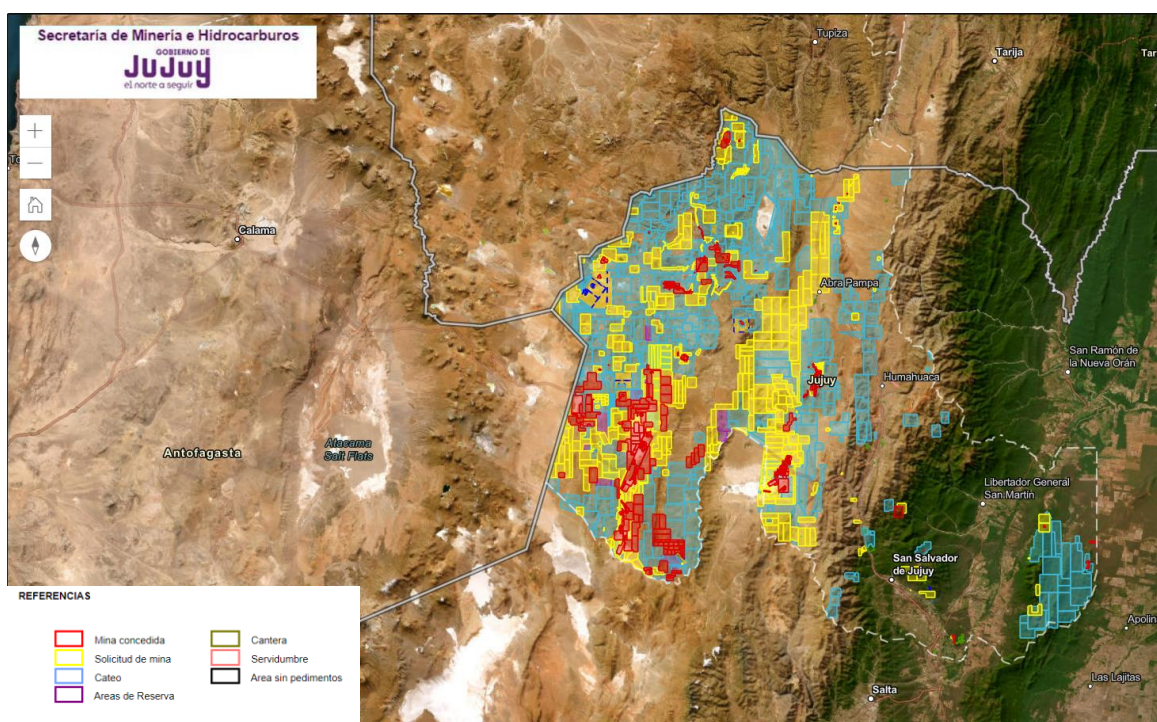 Secretaría de Minería e Hidrocarburos
GOBIERNO DE
JUJUY
el norte a seguir
Tupiza
Tarija
Tar
Calama
Abra Pampa
San Ramón de
la Nueva Orán
Jujuy
Humahuaca
Antofagasta
Atacama
Salt Flats
Libertador General
San Martín
San Salvador
de Jujuy
Apolina
Las Lajitas
Salta
REFERENCIAS
Mina concedida
Solicitud de mina
Cateo
Areas de Reserva
Cantera
Servidumbre
Area sin pedimentos